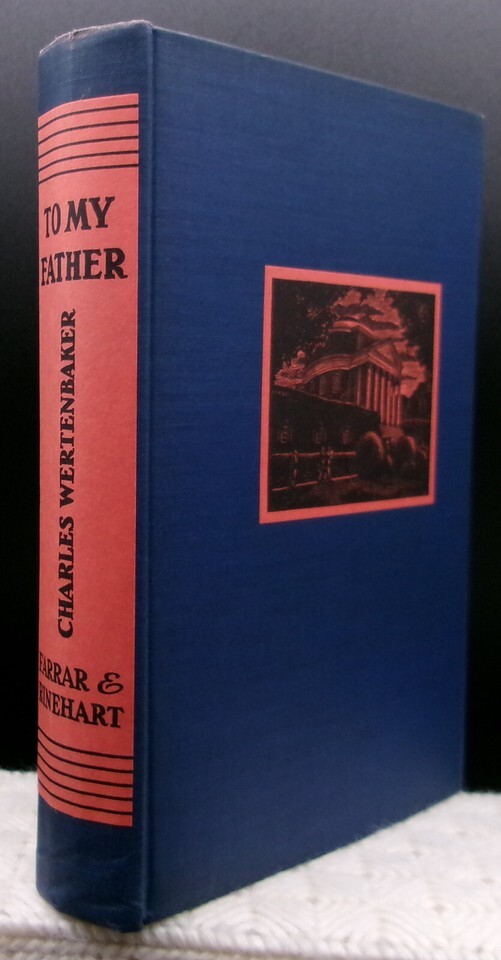 TO MY
FATHER
CHARLES WERTENBAKER
FARRAR &
RINEHART